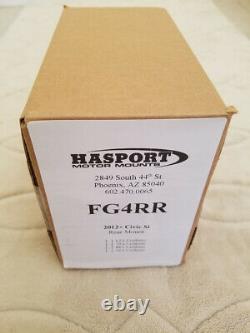 HASPORT
MOTOR MOUNTS
2849 South 44th St
Phoenix, AZ 85040
602.470.0065
FG4RR
2012+ Civic Si
Rear Mount
ebay